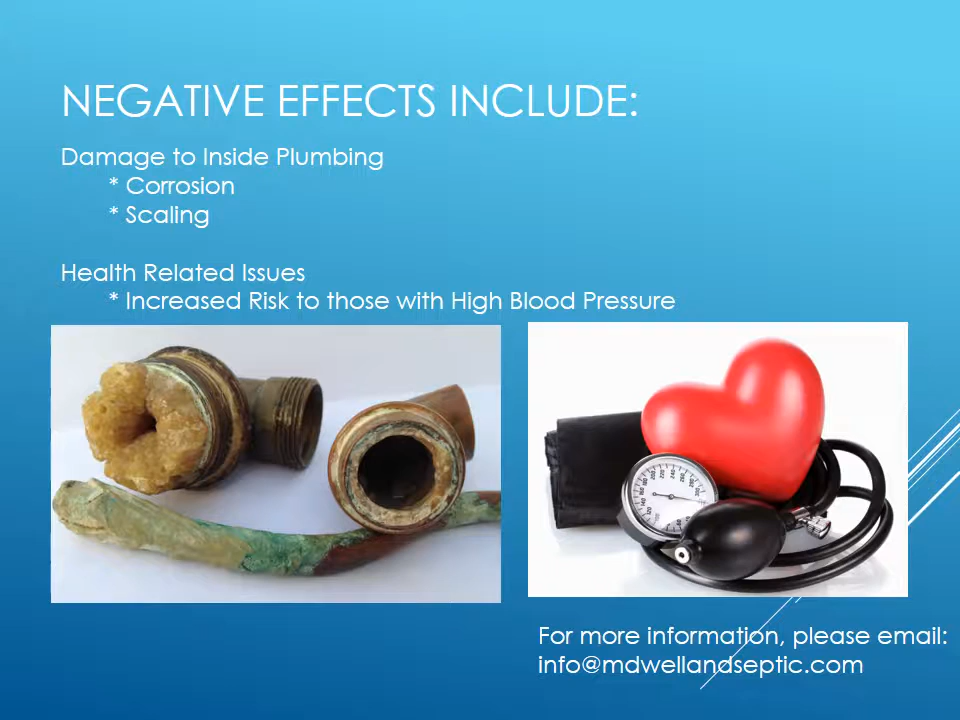 NEGATIVE EFFECTS INCLUDE:
Damage to Inside Plumbing
* Corrosion
* Scaling
Health Related Issues
* Increased Risk to those with High Blood Pressure
For more information, please email:
info@mdwellandseptic.com